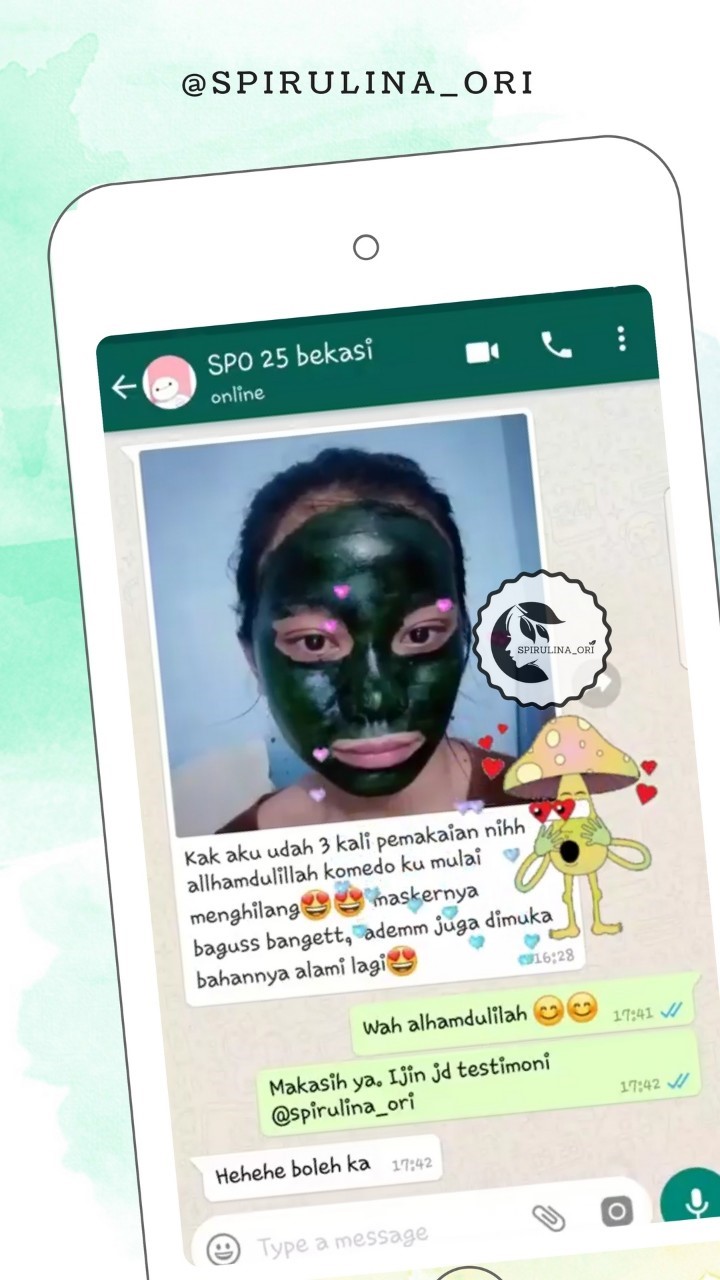 @SPIRULINA_ORI
SPO 25 bekasi
online
SPIRULINA_ORI
Kak aku udah 3 kali pemakaian nihh
allhamdulillah komedo ku mulai
menghilang😍😍 maskernya
baguss bangett, ademm juga dimuka
bahannya alami lagi😍
16:28
Wah alhamdulilah 😊😊 17:41
Makasih ya. Ijin jd testimoni
@spirulina_ori 17:42
Hehehe boleh ka 17:42
Type a message